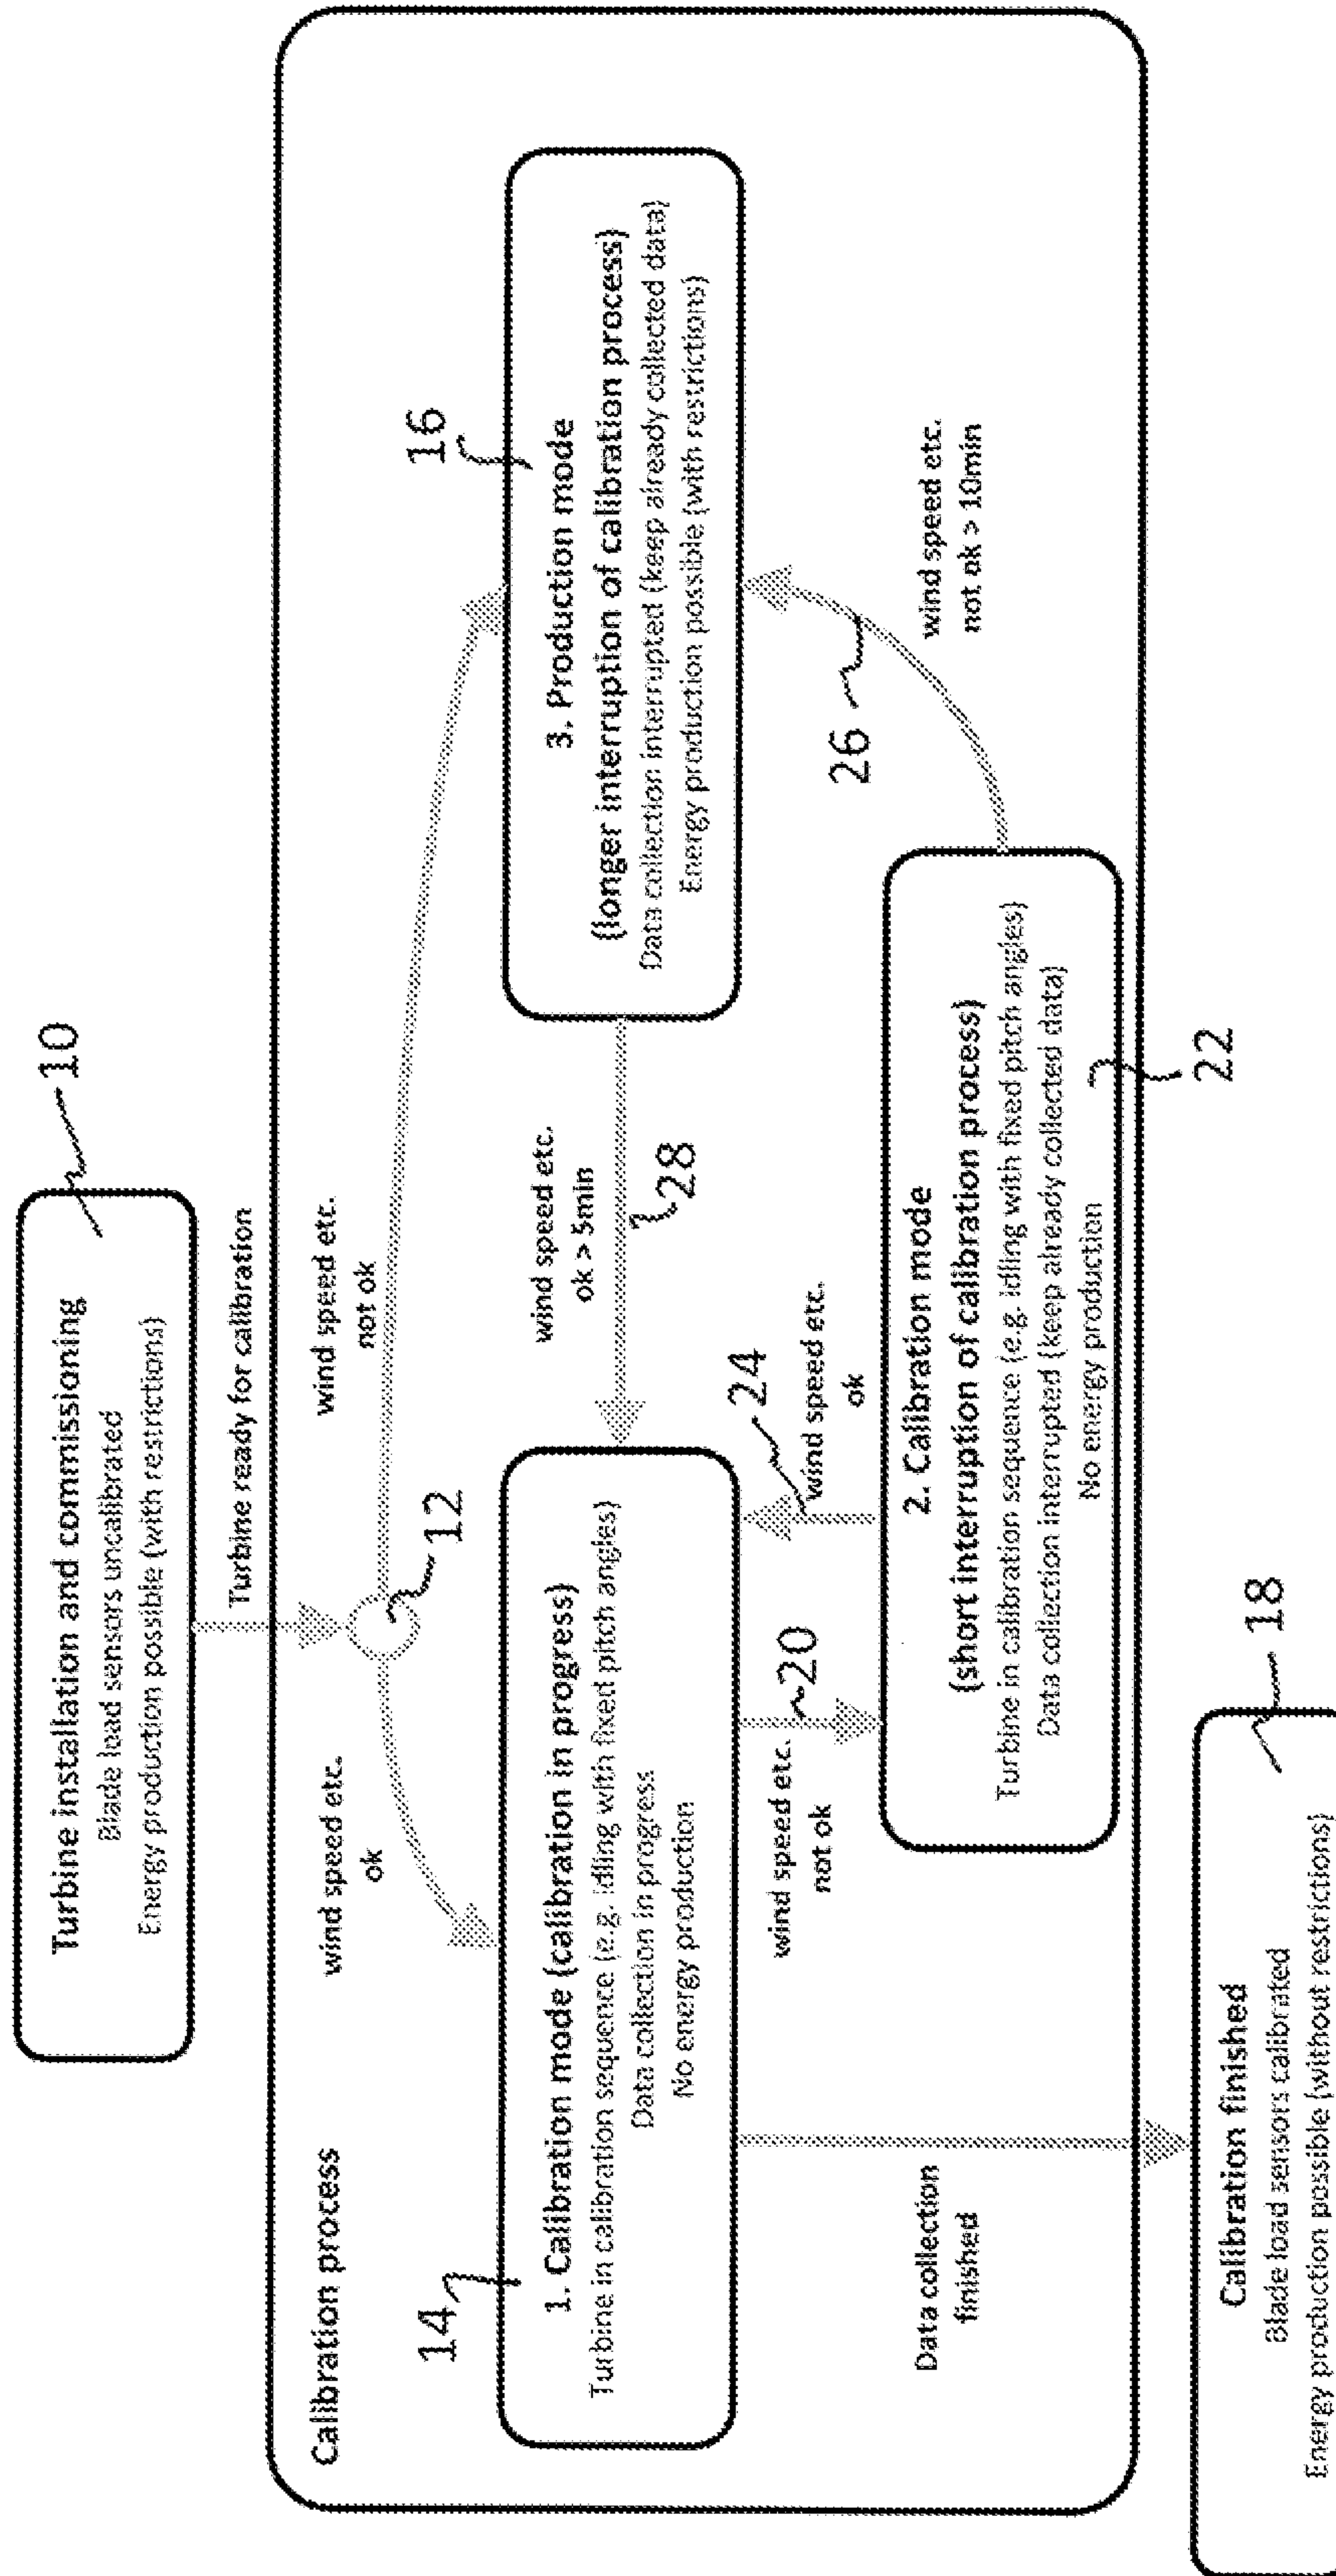 Turbine installation and commissioning
Blade load sensors uncalibrated
Energy production possible (with restrictions)
10
Turbine ready for calibration
Calibration process
wind speed etc.
ok
12
wind speed etc.
not ok
14
1. Calibration mode (calibration in progress)
Turbine in calibration sequence (e.g. idling with fixed pitch angles)
Data collection in progress
No energy production
wind speed etc.
ok > 5min
28
16
3. Production mode
(longer interruption of calibration process)
Data collection interrupted (keep already collected data)
Energy production possible (with restrictions)
wind speed etc.
not ok
20
24
wind speed etc.
ok
26
wind speed etc.
not ok > 10min
2. Calibration mode
(short interruption of calibration process)
Turbine in calibration sequence (e.g. idling with fixed pitch angles)
Data collection interrupted (keep already collected data)
No energy production
22
Data collection
finished
Calibration finished
Blade load sensors calibrated
Energy production possible (without restrictions)
18